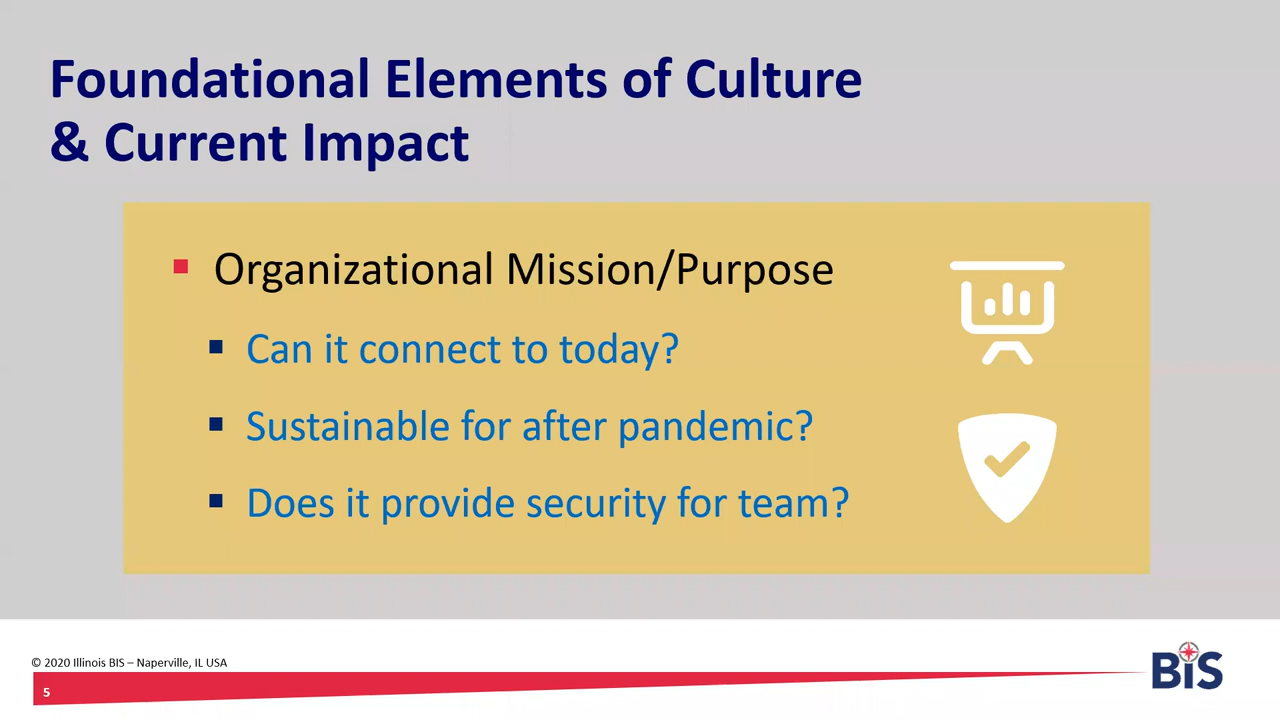 Foundational Elements of Culture
& Current Impact
Organizational Mission/Purpose
Can it connect to today?
Sustainable for after pandemic?
Does it provide security for team?
© 2020 Illinois BIS – Naperville, IL USA
5
BiS